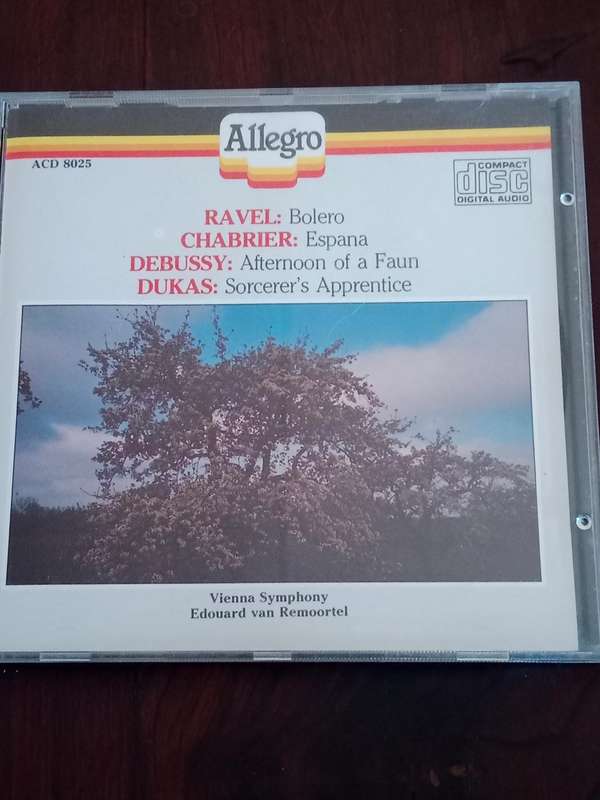 Allegro
ACD 8025
COMPACT
disc
DIGITAL AUDIO
RAVEL: Bolero
CHABRIER: Espana
DEBUSSY: Afternoon of a Faun
DUKAS: Sorcerer's Apprentice
Vienna Symphony
Edouard van Remoortel